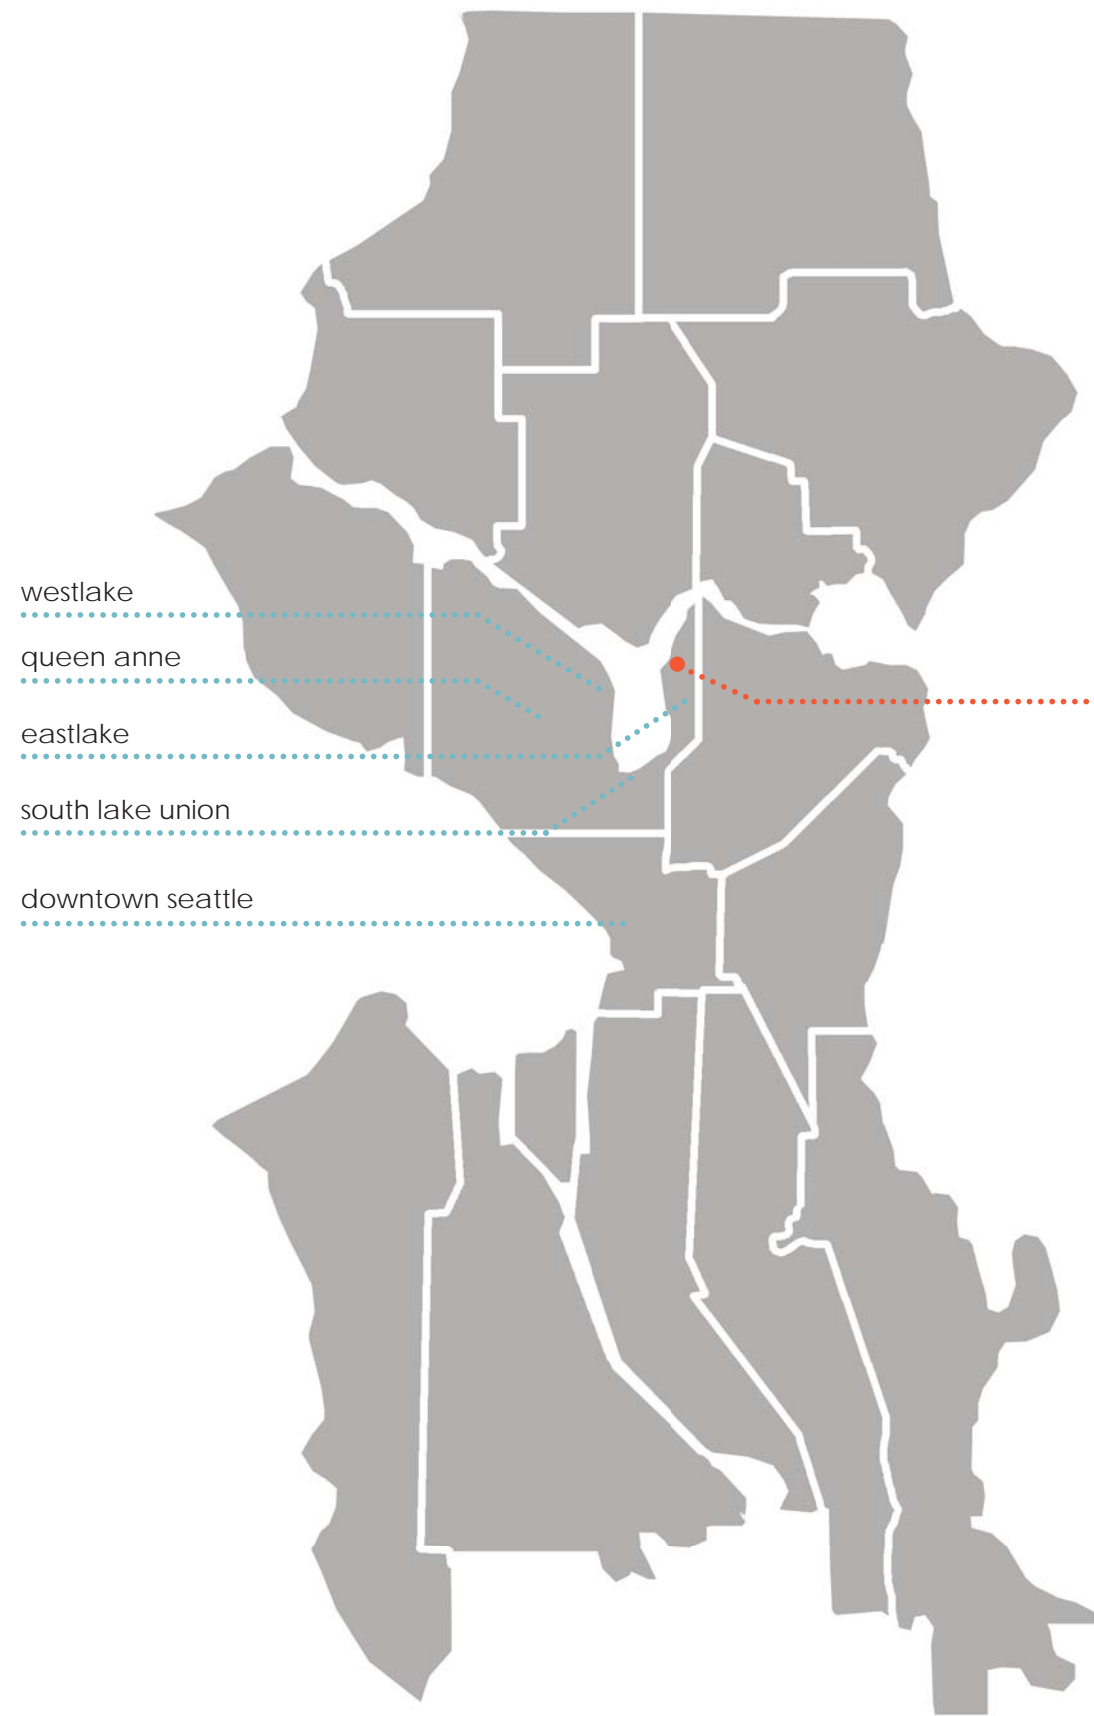 westlake
queen anne
eastlake
south lake union
downtown seattle